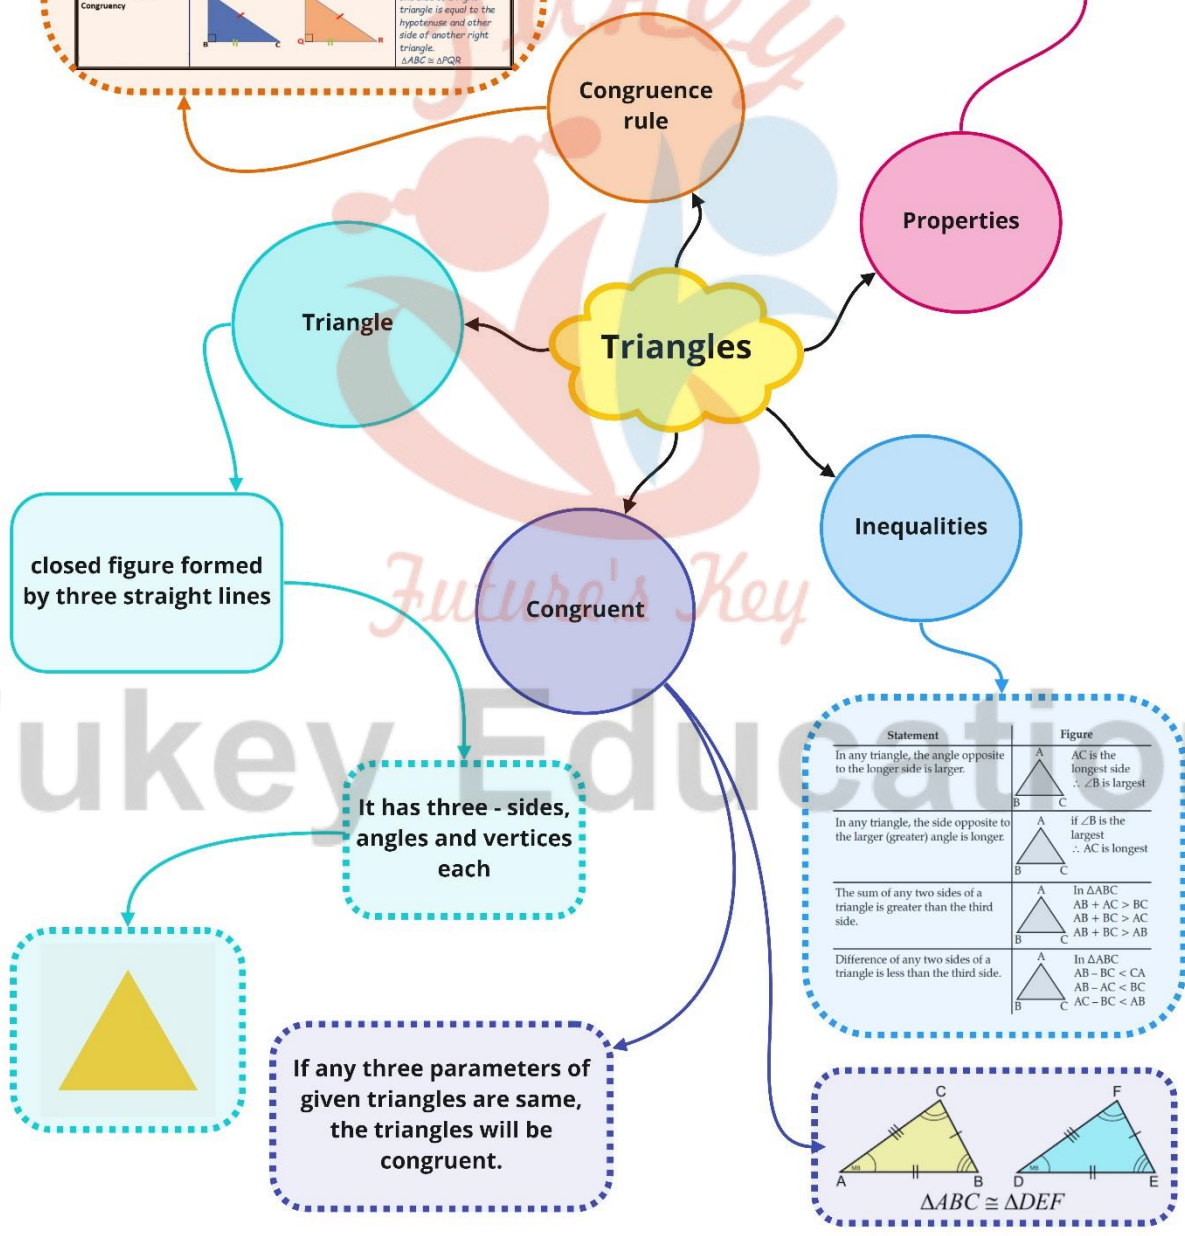 Congruency
triangle is equal to the
hypotenuse and other
side of another right
triangle.
ΔABC ≅ ΔPQR
B
C
Q
R
Congruence
rule
Properties
Triangle
Triangles
closed figure formed
by three straight lines
Congruent
Inequalities
Future's Key
ukey Educatio
It has three - sides,
angles and vertices
each
Statement Figure
In any triangle, the angle opposite
to the longer side is larger.
A
B C
AC is the
longest side
∴ ∠B is largest
In any triangle, the side opposite to
the larger (greater) angle is longer.
A
B C
if ∠B is the
largest
∴ AC is longest
The sum of any two sides of a
triangle is greater than the third
side.
A
B C
In ΔABC
AB + AC > BC
AB + BC > AC
AB + BC > AB
Difference of any two sides of a
triangle is less than the third side.
A
B C
In ΔABC
AB – BC < CA
AB – AC < BC
AC – BC < AB
If any three parameters of
given triangles are same,
the triangles will be
congruent.
C F
MB MB
A B D E
ΔABC ≅ ΔDEF